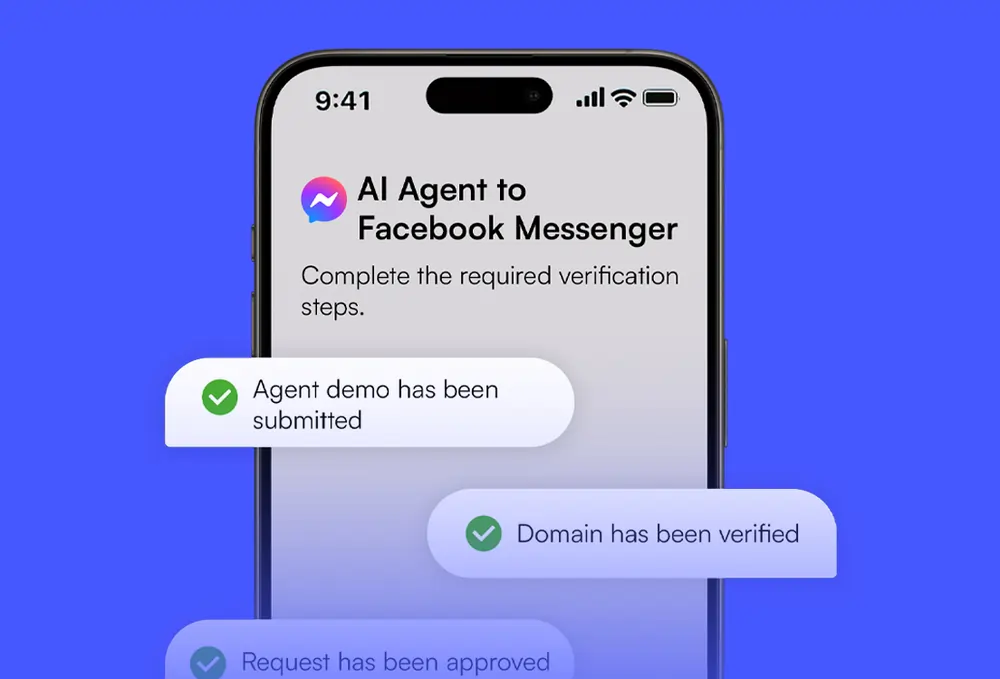 9:41
AI Agent to
Facebook Messenger
Complete the required verification
steps.
Agent demo has been
submitted
Domain has been verified
Request has been approved